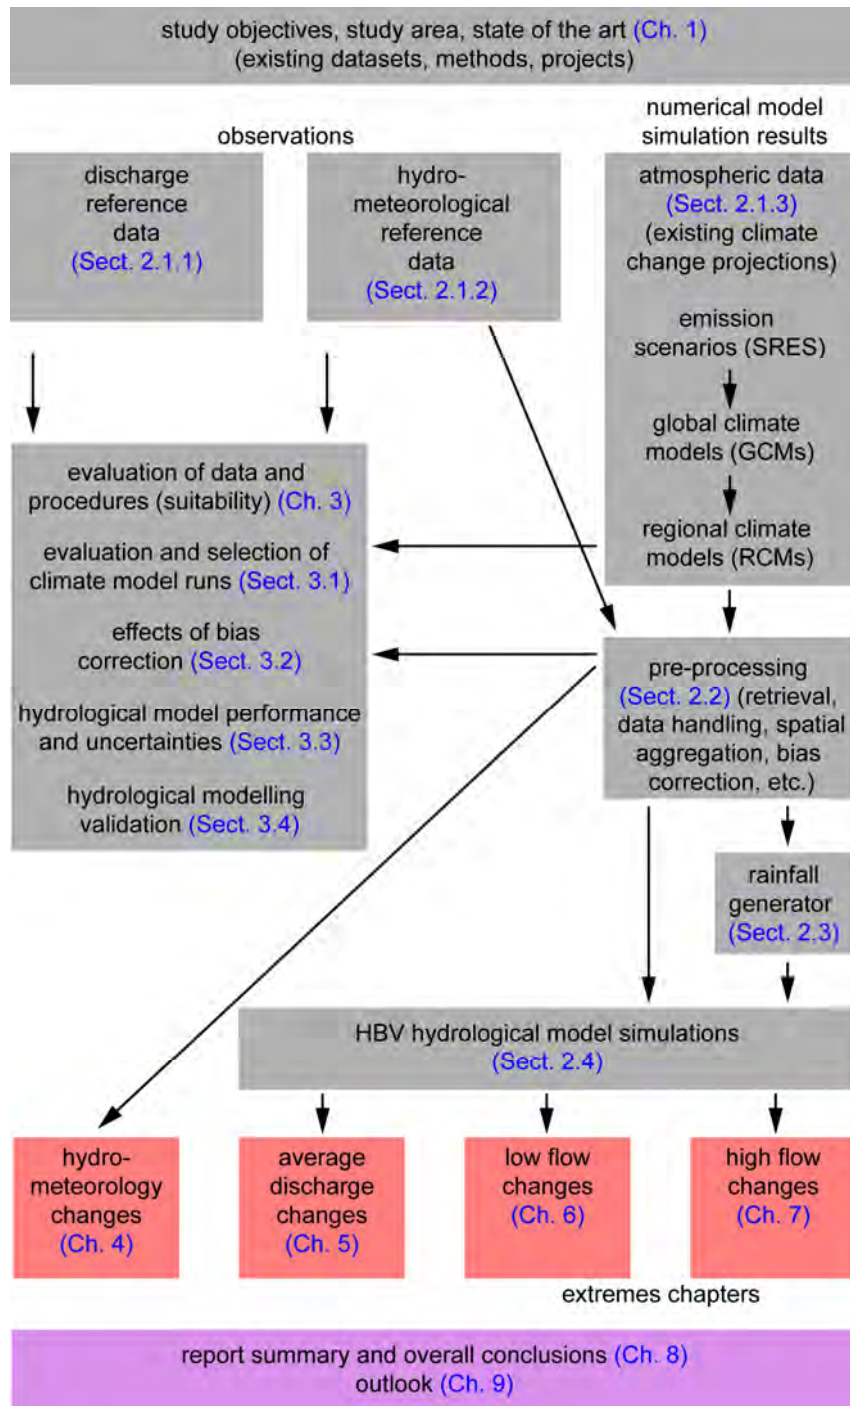 study objectives, study area, state of the art (Ch. 1)
(existing datasets, methods, projects)
observations
numerical model
simulation results
discharge
reference
data
(Sect. 2.1.1)
hydro-
meteorological
reference
data
(Sect. 2.1.2)
atmospheric data
(Sect. 2.1.3)
(existing climate
change projections)
emission
scenarios (SRES)
global climate
models (GCMs)
regional climate
models (RCMs)
evaluation of data and
procedures (suitability) (Ch. 3)
evaluation and selection of
climate model runs (Sect. 3.1)
effects of bias
correction (Sect. 3.2)
hydrological model performance
and uncertainties (Sect. 3.3)
hydrological modelling
validation (Sect. 3.4)
pre-processing
(Sect. 2.2) (retrieval,
data handling, spatial
aggregation, bias
correction, etc.)
rainfall
generator
(Sect. 2.3)
HBV hydrological model simulations
(Sect. 2.4)
hydro-
meteorology
changes
(Ch. 4)
average
discharge
changes
(Ch. 5)
low flow
changes
(Ch. 6)
high flow
changes
(Ch. 7)
extremes chapters
report summary and overall conclusions (Ch. 8)
outlook (Ch. 9)